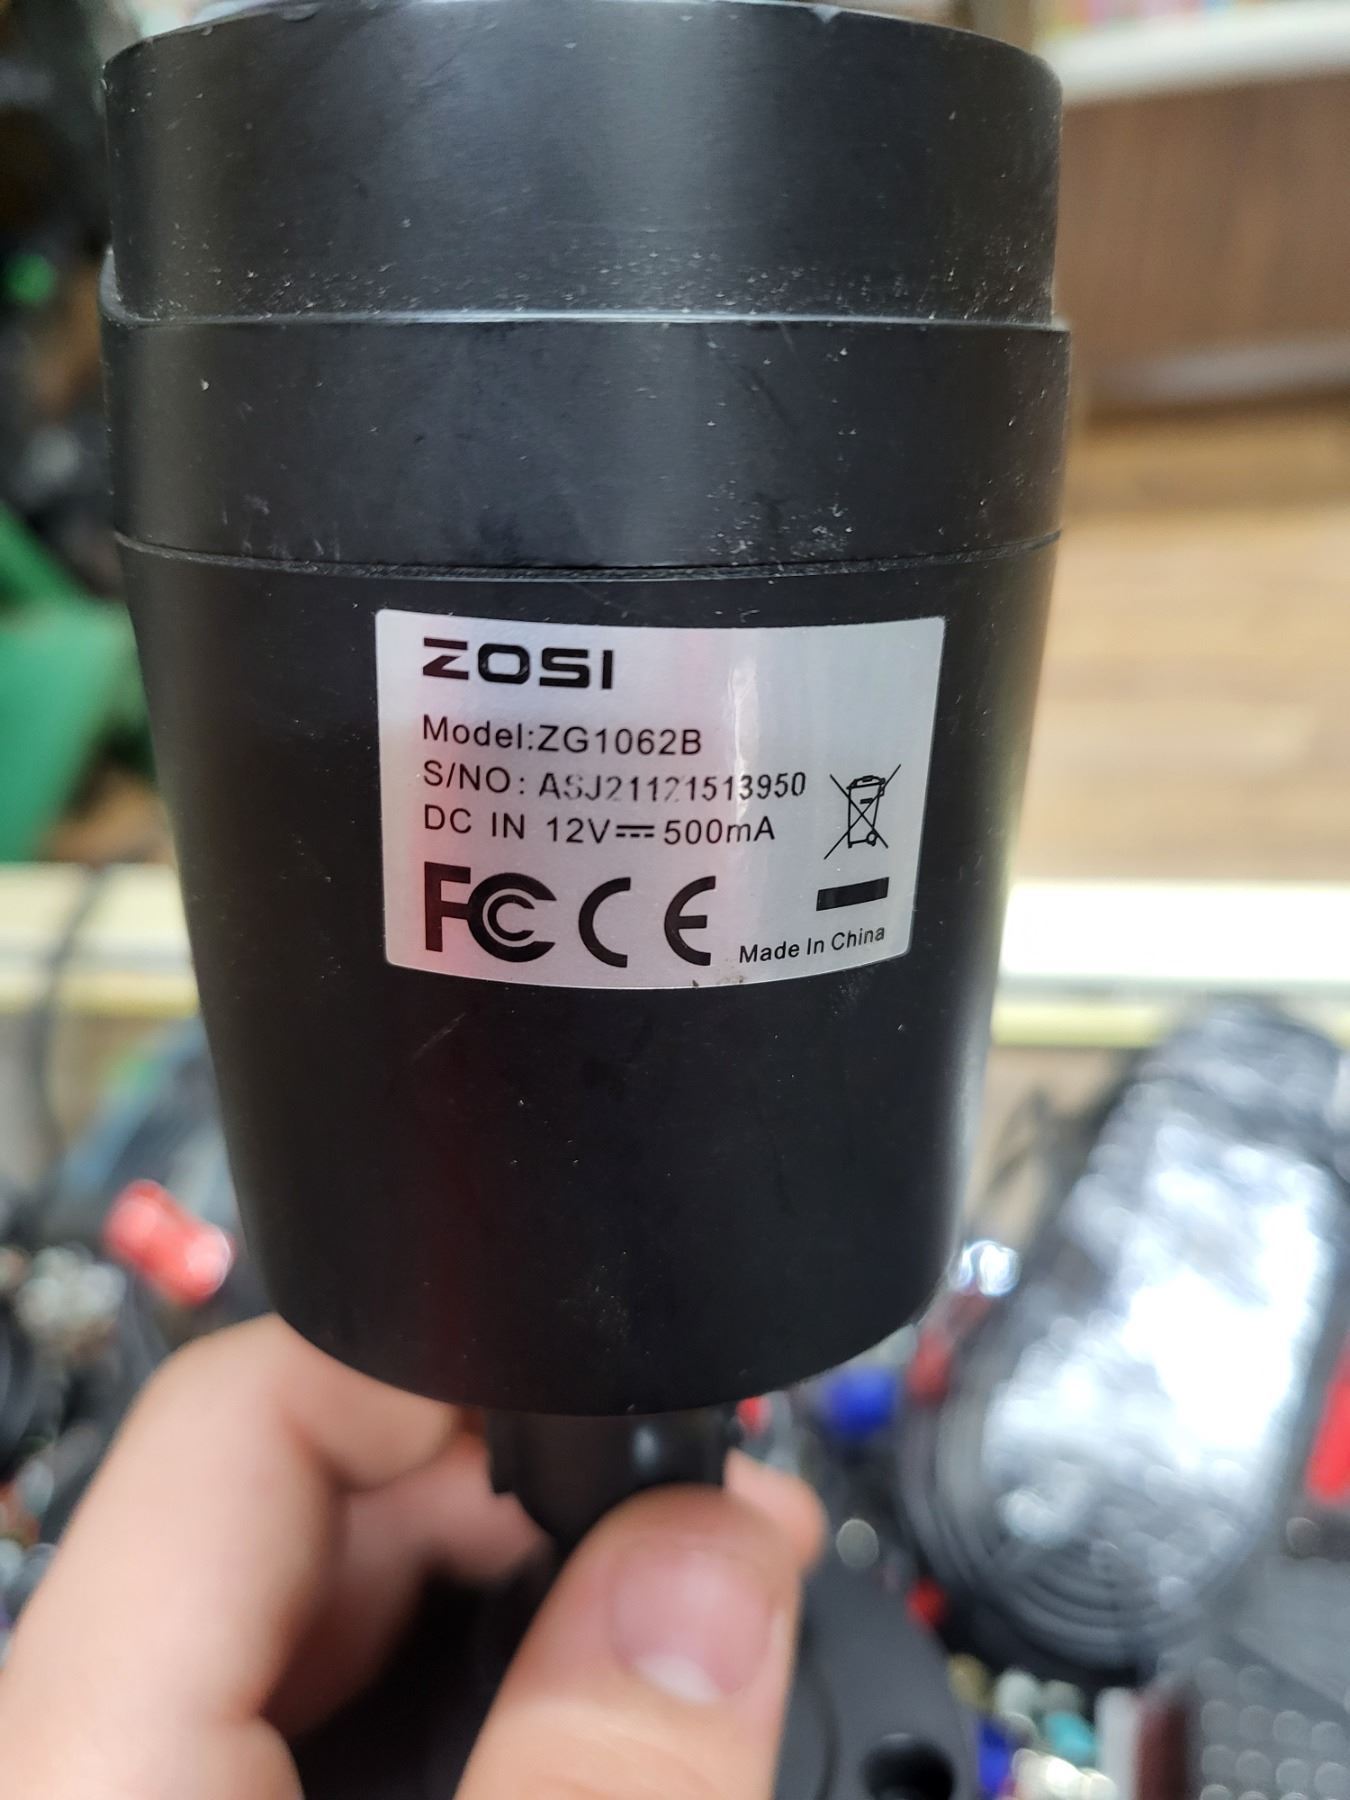 ZOSI
Model:ZG1062B
S/NO: ASJ21121513950
DC IN 12V⎓500mA
FC CE
Made In China